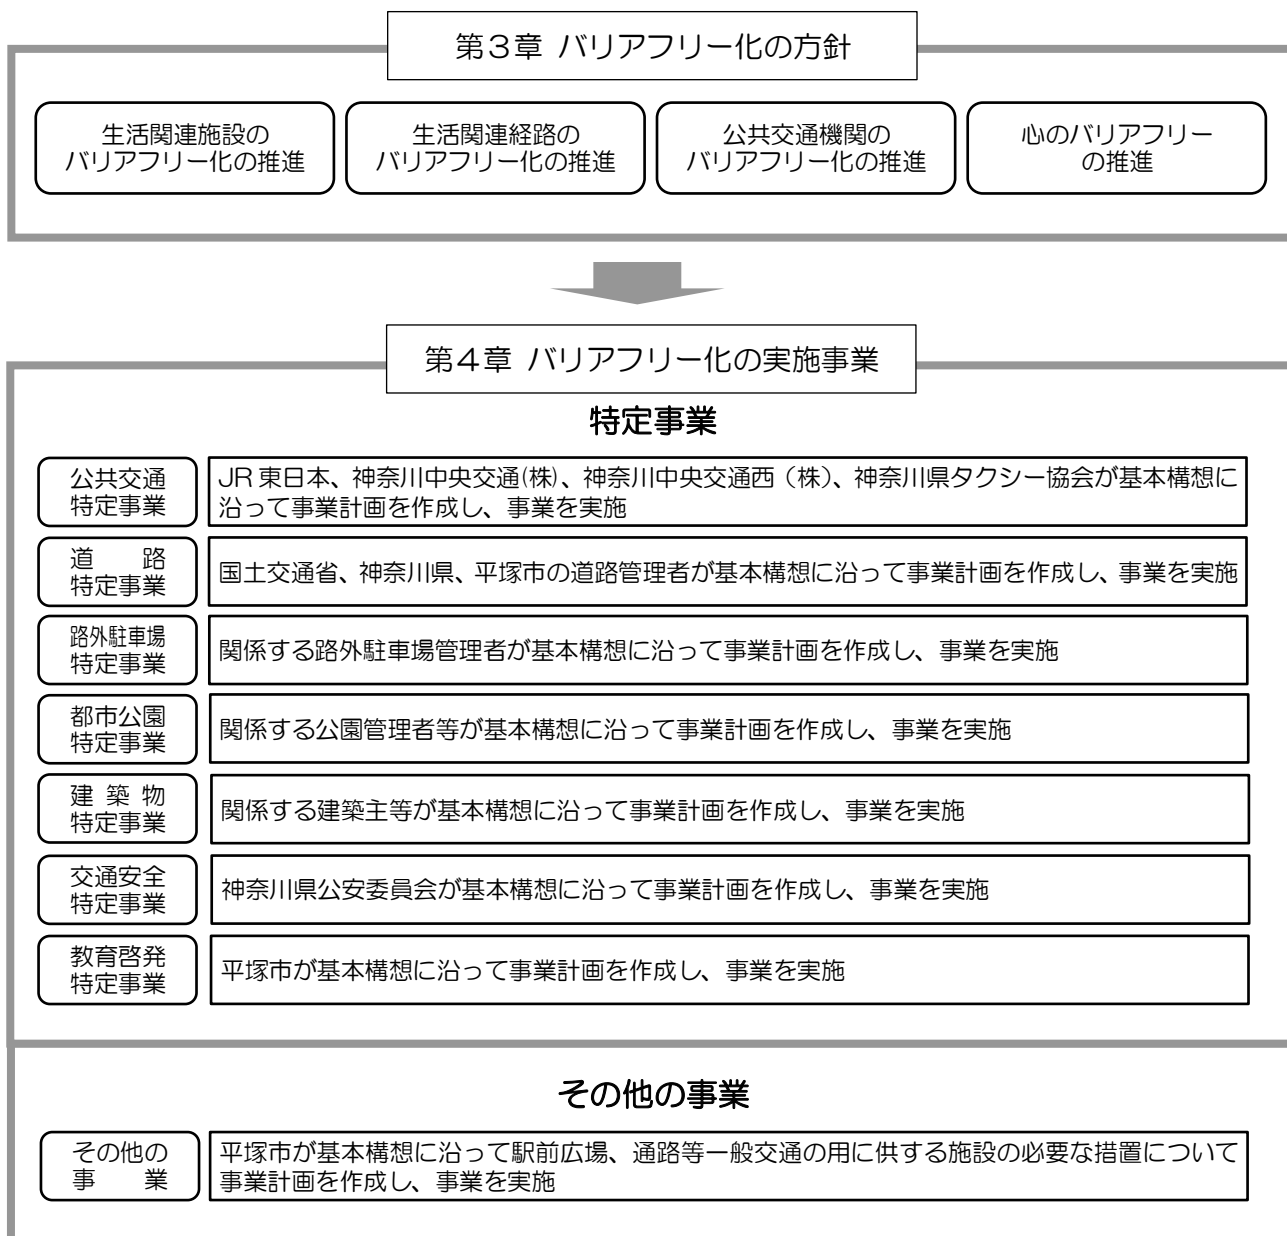 第3章 バリアフリー化の方針
生活関連施設の
バリアフリー化の推進
生活関連経路の
バリアフリー化の推進
公共交通機関の
バリアフリー化の推進
心のバリアフリー
の推進
第4章 バリアフリー化の実施事業
特定事業
公共交通
特定事業
JR東日本、神奈川中央交通(株)、神奈川中央交通西（株）、神奈川県タクシー協会が基本構想に
沿って事業計画を作成し、事業を実施
道　　路
特定事業
国土交通省、神奈川県、平塚市の道路管理者が基本構想に沿って事業計画を作成し、事業を実施
路外駐車場
特定事業
関係する路外駐車場管理者が基本構想に沿って事業計画を作成し、事業を実施
都市公園
特定事業
関係する公園管理者等が基本構想に沿って事業計画を作成し、事業を実施
建 築 物
特定事業
関係する建築主等が基本構想に沿って事業計画を作成し、事業を実施
交通安全
特定事業
神奈川県公安委員会が基本構想に沿って事業計画を作成し、事業を実施
教育啓発
特定事業
平塚市が基本構想に沿って事業計画を作成し、事業を実施
その他の事業
その他の
事　　業
平塚市が基本構想に沿って駅前広場、通路等一般交通の用に供する施設の必要な措置について
事業計画を作成し、事業を実施